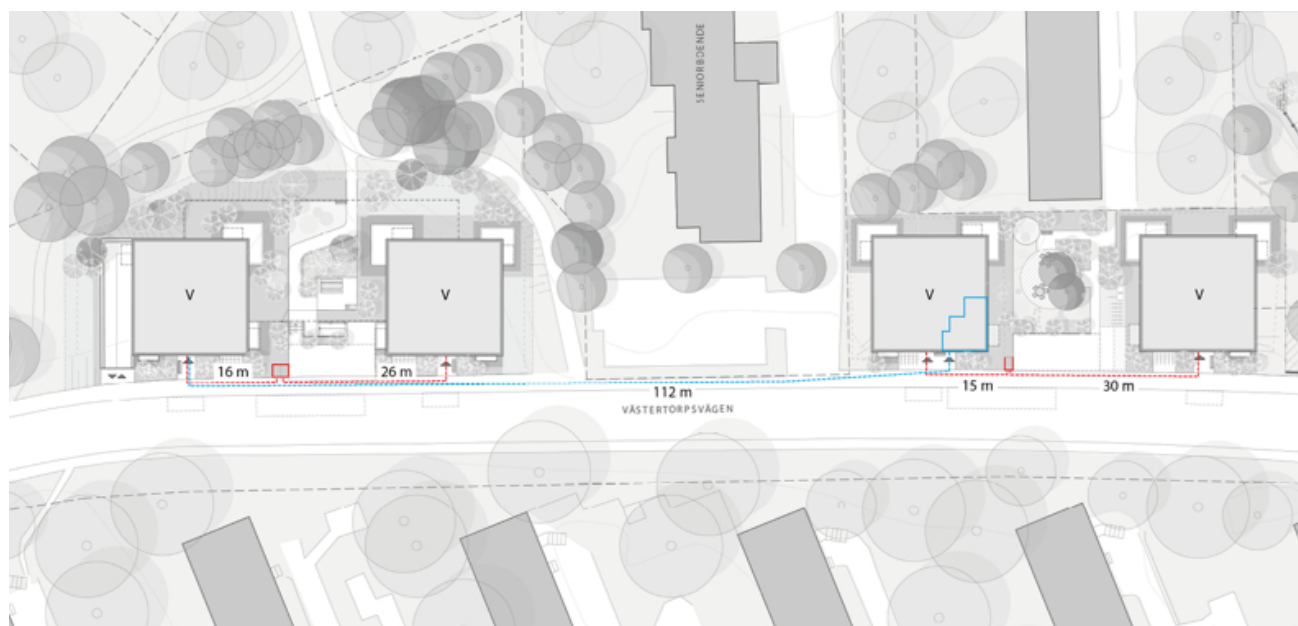 SENIORBOENDE
V
V
V
V
16 m
26 m
112 m
15 m
30 m
VÄSTERTORPSVÄGEN